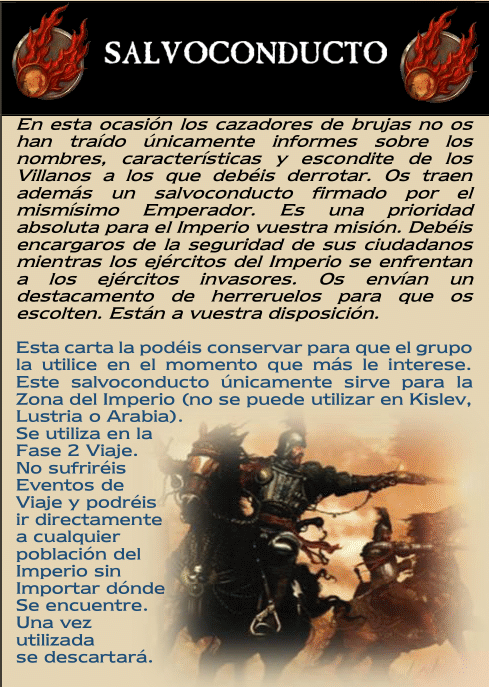 SALVOCONDUCTO
En esta ocasión los cazadores de brujas no os
han traído únicamente informes sobre los
nombres, características y escondite de los
Villanos a los que debéis derrotar. Os traen
además un salvoconducto firmado por el
mismísimo Emperador. Es una prioridad
absoluta para el Imperio vuestra misión. Debéis
encargaros de la seguridad de sus ciudadanos
mientras los ejércitos del Imperio se enfrentan
a los ejércitos invasores. Os envían un
destacamento de herreruelos para que os
escolten. Están a vuestra disposición.
Esta carta la podéis conservar para que el grupo
la utilice en el momento que más le interese.
Este salvoconducto únicamente sirve para la
Zona del Imperio (no se puede utilizar en Kislev,
Lustria o Arabia).
Se utiliza en la
Fase 2 Viaje.
No sufriréis
Eventos de
Viaje y podréis
ir directamente
a cualquier
población del
Imperio sin
Importar dónde
Se encuentre.
Una vez
utilizada
se descartará.